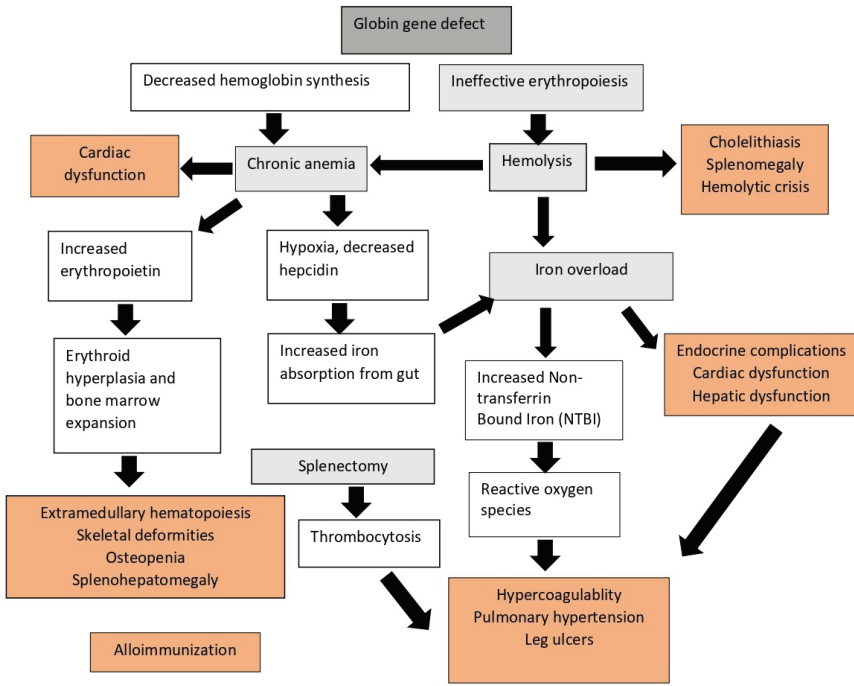 Globin gene defect
Decreased hemoglobin synthesis
Ineffective erythropoiesis
Cardiac
dysfunction
Chronic anemia
Hemolysis
Cholelithiasis
Splenomegaly
Hemolytic crisis
Increased
erythropoietin
Hypoxia, decreased
hepcidin
Iron overload
Erythroid
hyperplasia and
bone marrow
expansion
Increased iron
absorption from gut
Increased Non-
transferrin
Bound Iron (NTBI)
Endocrine complications
Cardiac dysfunction
Hepatic dysfunction
Splenectomy
Reactive oxygen
species
Extramedullary hematopoiesis
Skeletal deformities
Osteopenia
Splenohepatomegaly
Thrombocytosis
Hypercoagulablity
Pulmonary hypertension
Leg ulcers
Alloimmunization